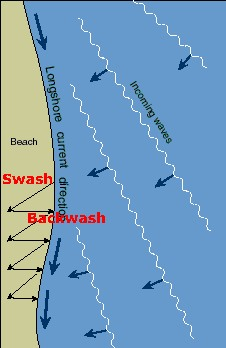 Longshore current direction
Incoming waves
Beach
Swash
Backwash